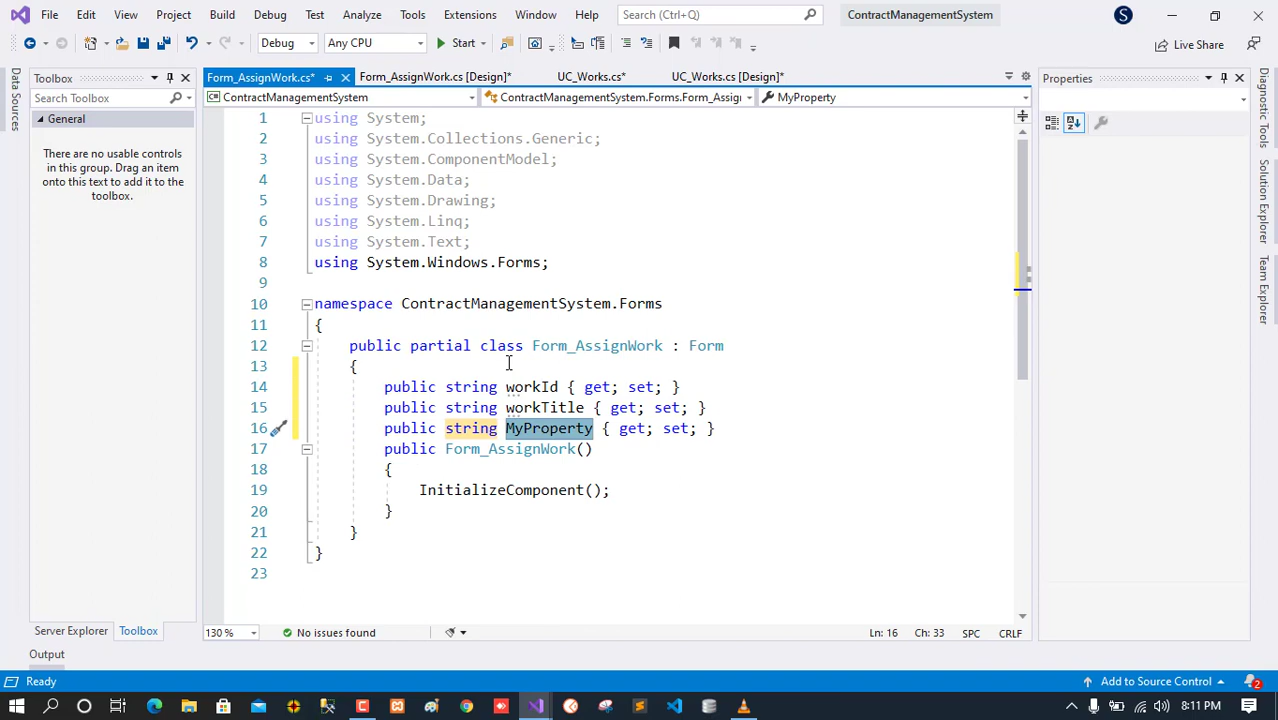 File Edit View Project Build Debug Test Analyze Tools Extensions Window Help Search (Ctrl+Q) ContractManagementSystem S
Debug Any CPU Start Live Share
Data Sources
Toolbox
Search Toolbox
General
There are no usable controls
in this group. Drag an item
onto this text to add it to the
toolbox.
Server Explorer Toolbox
Form_AssignWork.cs* Form_AssignWork.cs [Design]* UC_Works.cs* UC_Works.cs [Design]*
ContractManagementSystem ContractManagementSystem.Forms.Form_Assig MyProperty
1 using System;
2 using System.Collections.Generic;
3 using System.ComponentModel;
4 using System.Data;
5 using System.Drawing;
6 using System.Linq;
7 using System.Text;
8 using System.Windows.Forms;
9
10 namespace ContractManagementSystem.Forms
11 {
12 public partial class Form_AssignWork : Form
13 {
14 public string workId { get; set; }
15 public string workTitle { get; set; }
16 public string MyProperty { get; set; }
17 public Form_AssignWork()
18 {
19 InitializeComponent();
20 }
21 }
22 }
23
130 % No issues found Ln: 16 Ch: 33 SPC CRLF
Properties
Diagnostic Tools
Solution Explorer
Team Explorer
Output
Ready Add to Source Control 2
8:11 PM